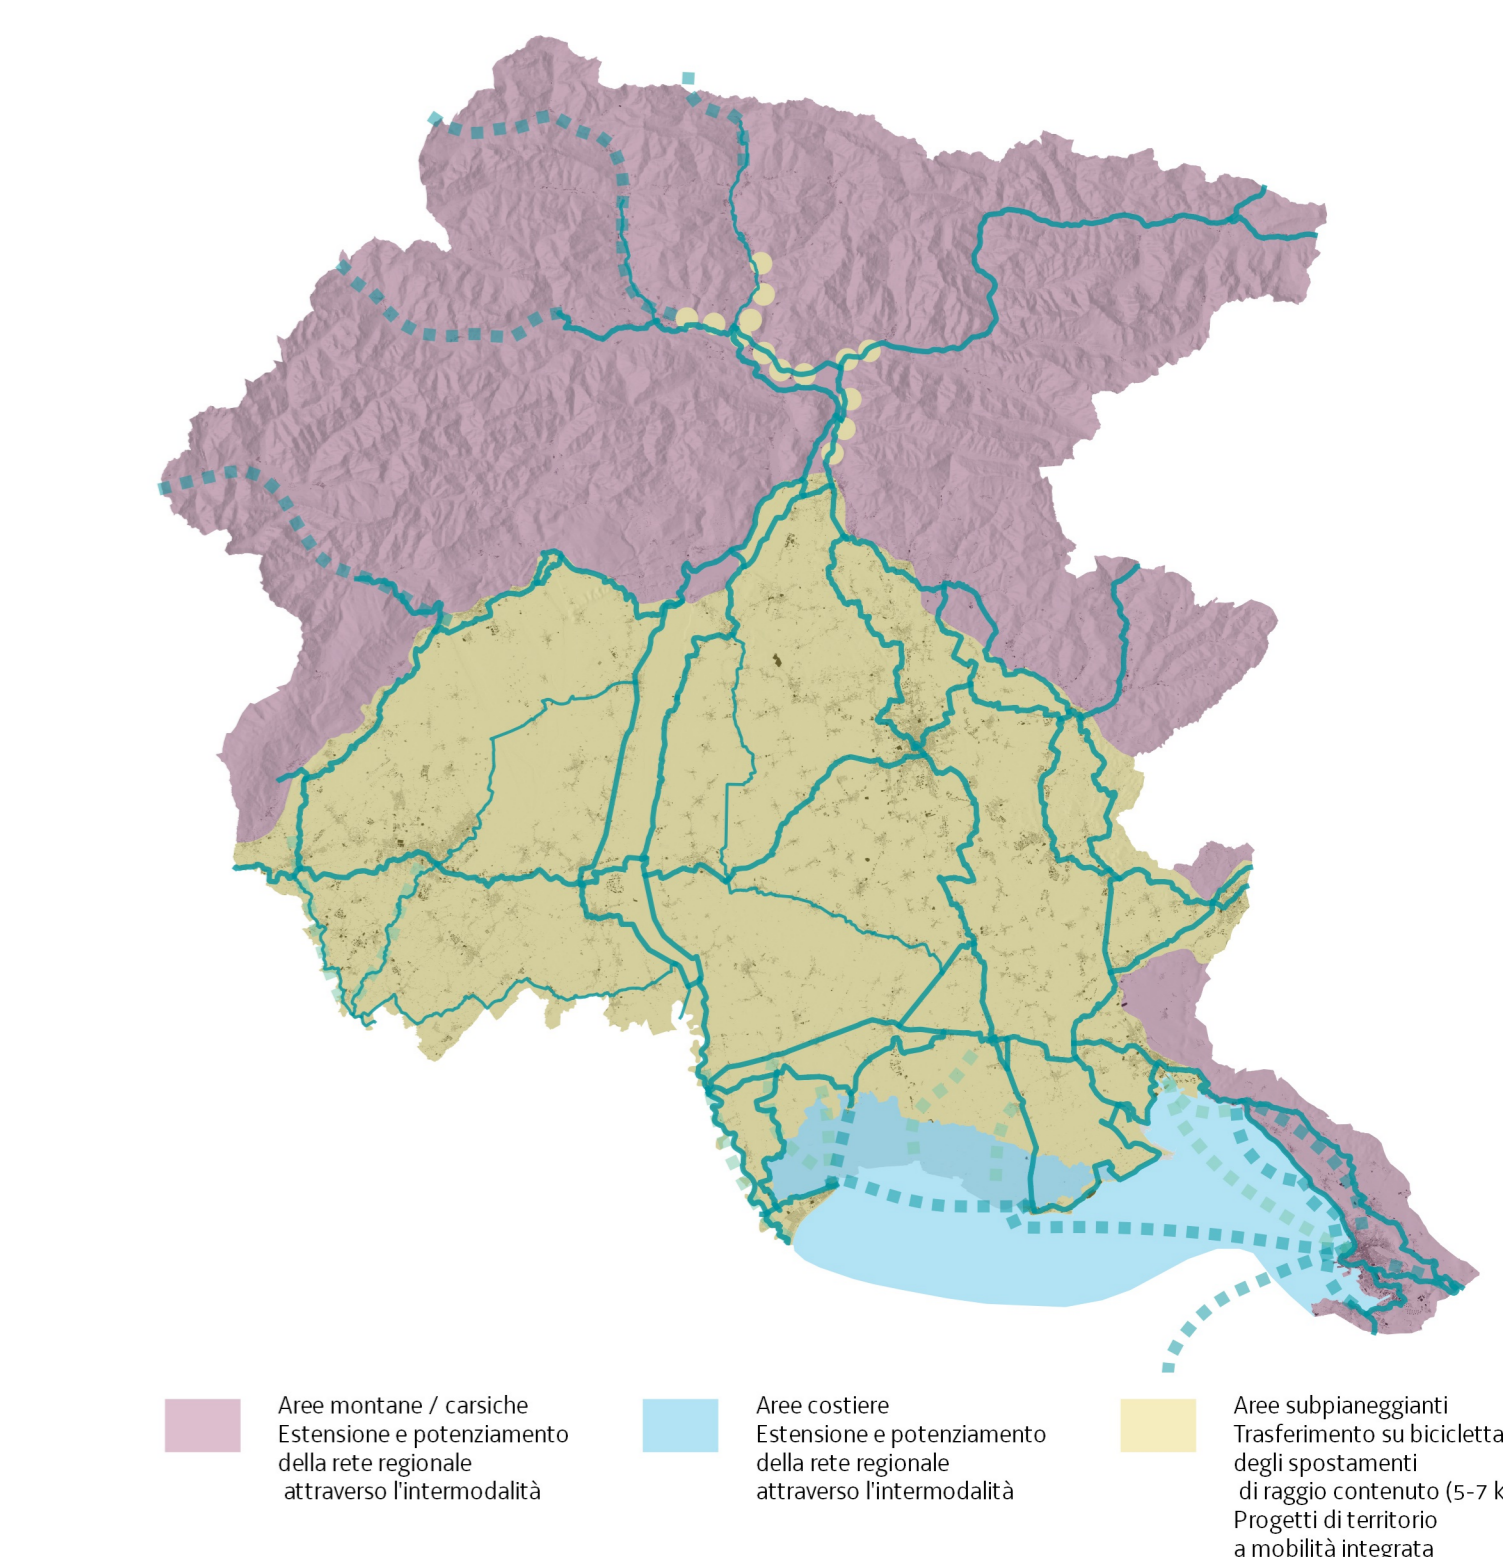 Aree montane / carsiche
Estensione e potenziamento
della rete regionale
attraverso l'intermodalità
Aree costiere
Estensione e potenziamento
della rete regionale
attraverso l'intermodalità
Aree subpianeggianti
Trasferimento su bicicletta
degli spostamenti
di raggio contenuto (5-7 k
Progetti di territorio
a mobilità integrata